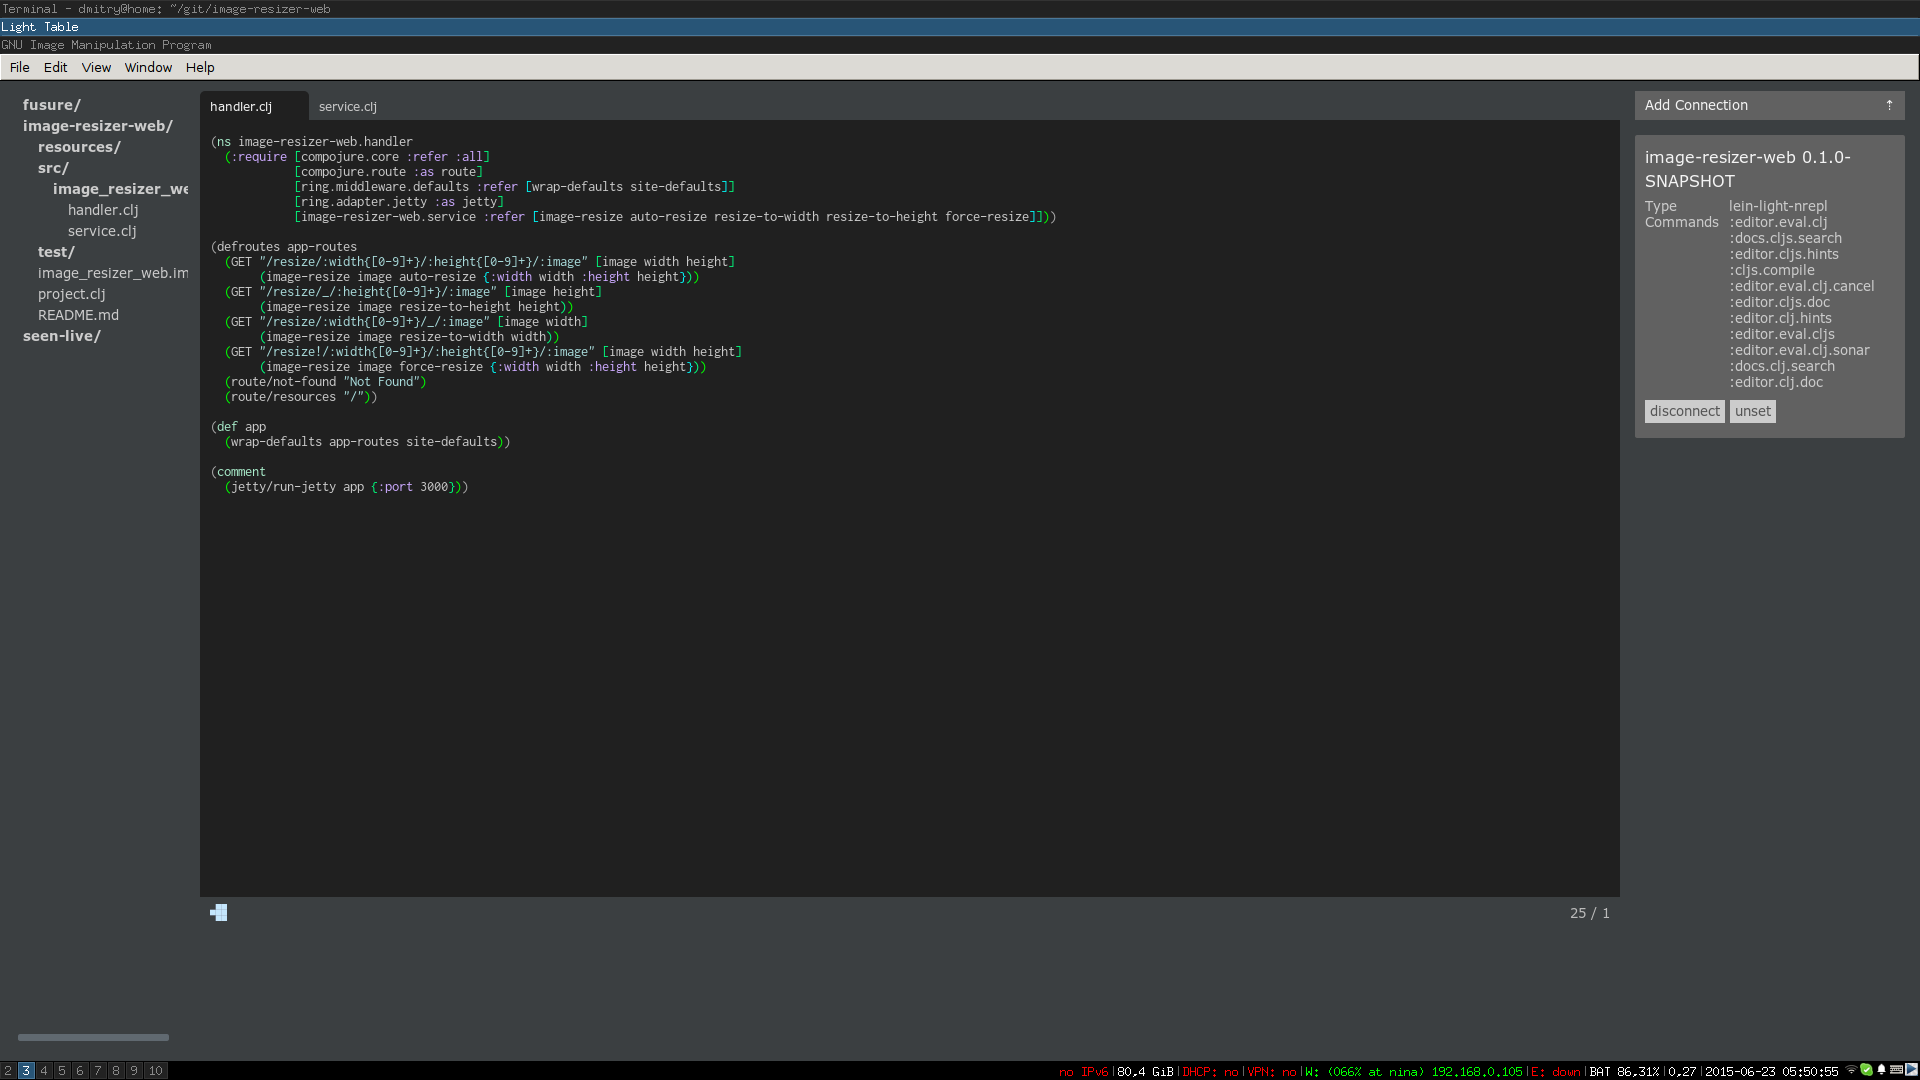 Terminal - dmitry@home: ~/git/image-resizer-web
Light Table
GNU Image Manipulation Program
File Edit View Window Help
fusure/
image-resizer-web/
resources/
src/
image_resizer_we
handler.clj
service.clj
test/
image_resizer_web.im
project.clj
README.md
seen-live/
handler.clj service.clj
(ns image-resizer-web.handler
  (:require [compojure.core :refer :all]
            [compojure.route :as route]
            [ring.middleware.defaults :refer [wrap-defaults site-defaults]]
            [ring.adapter.jetty :as jetty]
            [image-resizer-web.service :refer [image-resize auto-resize resize-to-width resize-to-height force-resize]]))
(defroutes app-routes
  (GET "/resize/:width{[0-9]+}/:height{[0-9]+}/:image" [image width height]
       (image-resize image auto-resize {:width width :height height}))
  (GET "/resize/_/:height{[0-9]+}/:image" [image height]
       (image-resize image resize-to-height height))
  (GET "/resize/:width{[0-9]+}/_/:image" [image width]
       (image-resize image resize-to-width width))
  (GET "/resize!/:width{[0-9]+}/:height{[0-9]+}/:image" [image width height]
       (image-resize image force-resize {:width width :height height}))
  (route/not-found "Not Found")
  (route/resources "/"))
(def app
  (wrap-defaults app-routes site-defaults))
(comment
  (jetty/run-jetty app {:port 3000}))
25 / 1
Add Connection ↑
image-resizer-web 0.1.0-
SNAPSHOT
Type lein-light-nrepl
Commands :editor.eval.clj
:docs.cljs.search
:editor.cljs.hints
:cljs.compile
:editor.eval.clj.cancel
:editor.cljs.doc
:editor.clj.hints
:editor.eval.cljs
:editor.eval.clj.sonar
:docs.clj.search
:editor.clj.doc
disconnect unset
2 3 4 5 6 7 8 9 10
no IPv6|80.4 GiB|DHCP: no|VPN: no|W: (066% at nina) 192.168.0.105|E: down|BAT 86.31%|0.27|2015-06-23 05:50:55